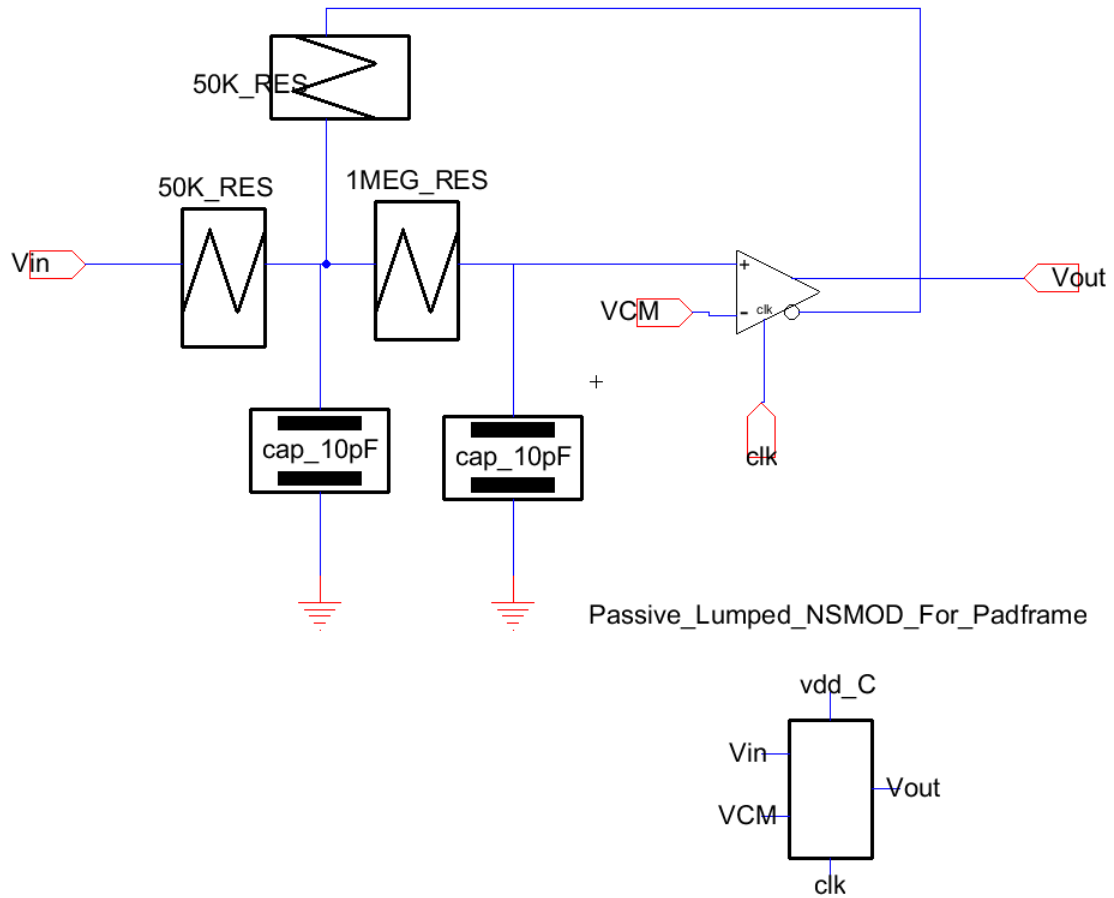 50K_RES
50K_RES
1MEG_RES
Vin
+
Vout
VCM
-
clk
cap_10pF
cap_10pF
clk
Passive_Lumped_NSMOD_For_Padframe
vdd_C
Vin
Vout
VCM
clk